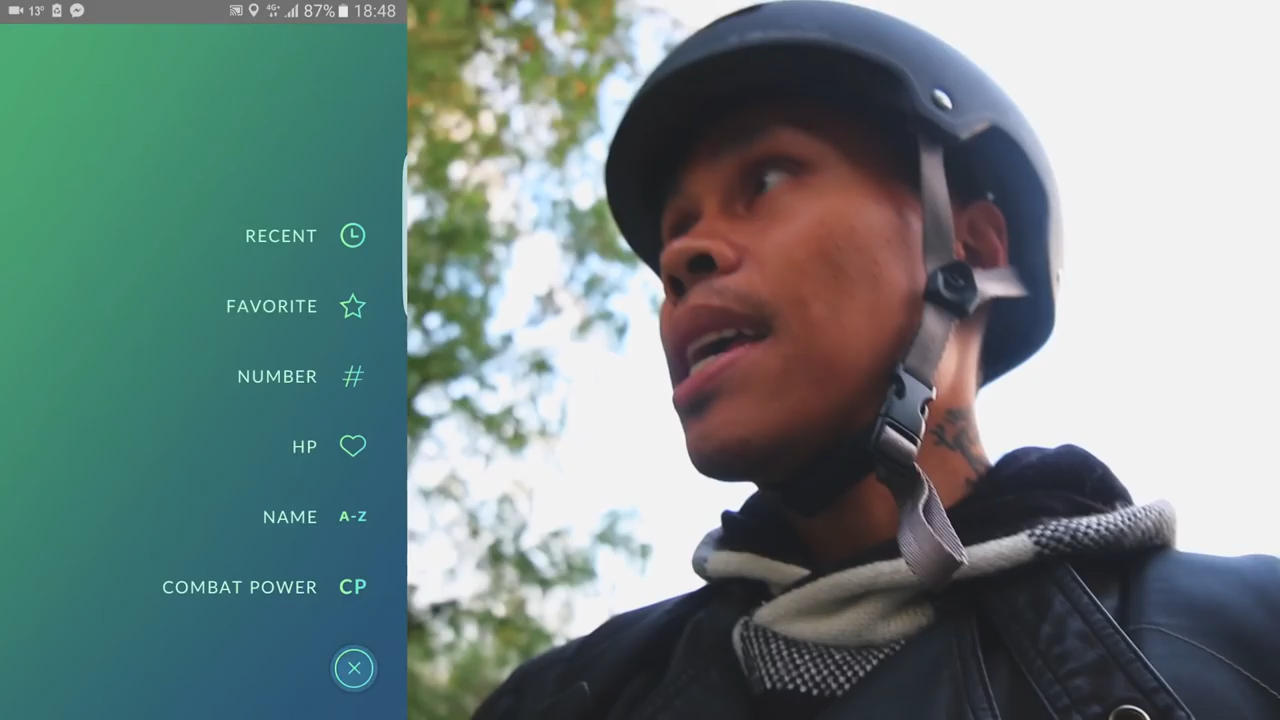 13° 4G+ 87% 18:48
RECENT
FAVORITE
NUMBER #
HP
NAME A-Z
COMBAT POWER CP